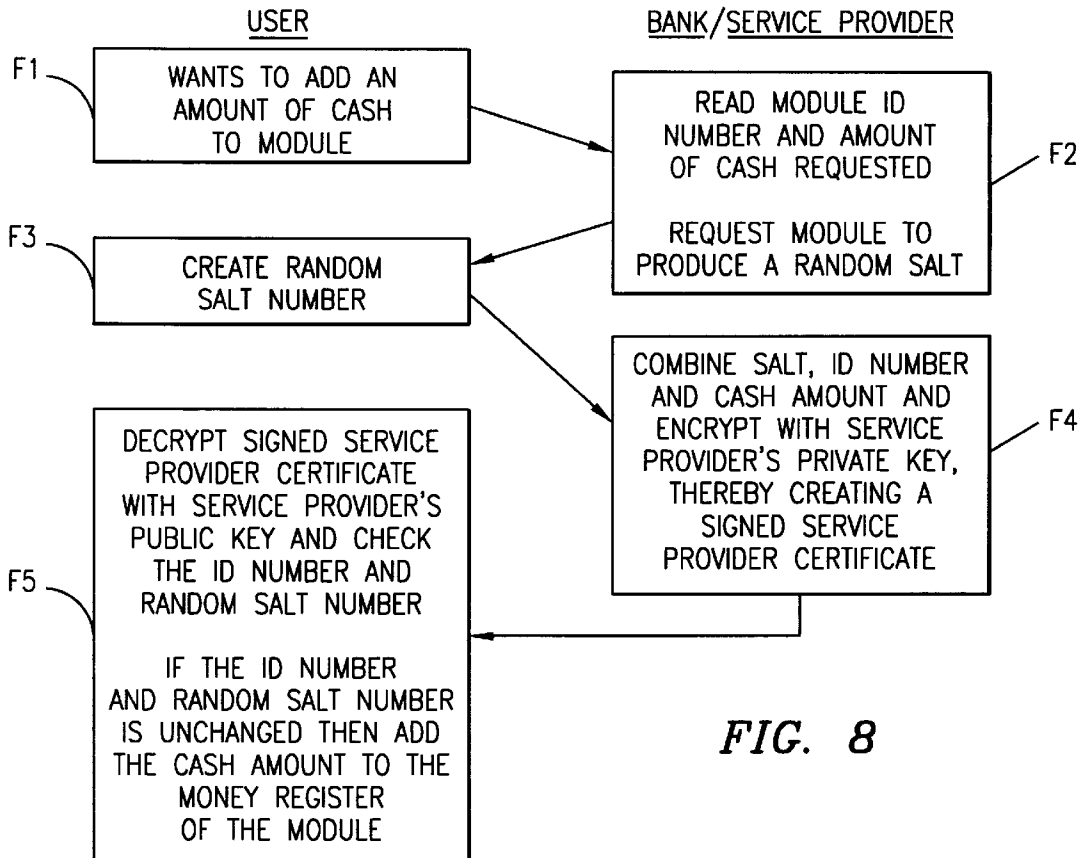 USER
BANK/SERVICE PROVIDER
F1
WANTS TO ADD AN
AMOUNT OF CASH
TO MODULE
READ MODULE ID
NUMBER AND AMOUNT
OF CASH REQUESTED
REQUEST MODULE TO
PRODUCE A RANDOM SALT
F2
F3
CREATE RANDOM
SALT NUMBER
COMBINE SALT, ID NUMBER
AND CASH AMOUNT AND
ENCRYPT WITH SERVICE
PROVIDER'S PRIVATE KEY,
THEREBY CREATING A
SIGNED SERVICE
PROVIDER CERTIFICATE
F4
F5
DECRYPT SIGNED SERVICE
PROVIDER CERTIFICATE
WITH SERVICE PROVIDER'S
PUBLIC KEY AND CHECK
THE ID NUMBER AND
RANDOM SALT NUMBER
IF THE ID NUMBER
AND RANDOM SALT NUMBER
IS UNCHANGED THEN ADD
THE CASH AMOUNT TO THE
MONEY REGISTER
OF THE MODULE
FIG. 8